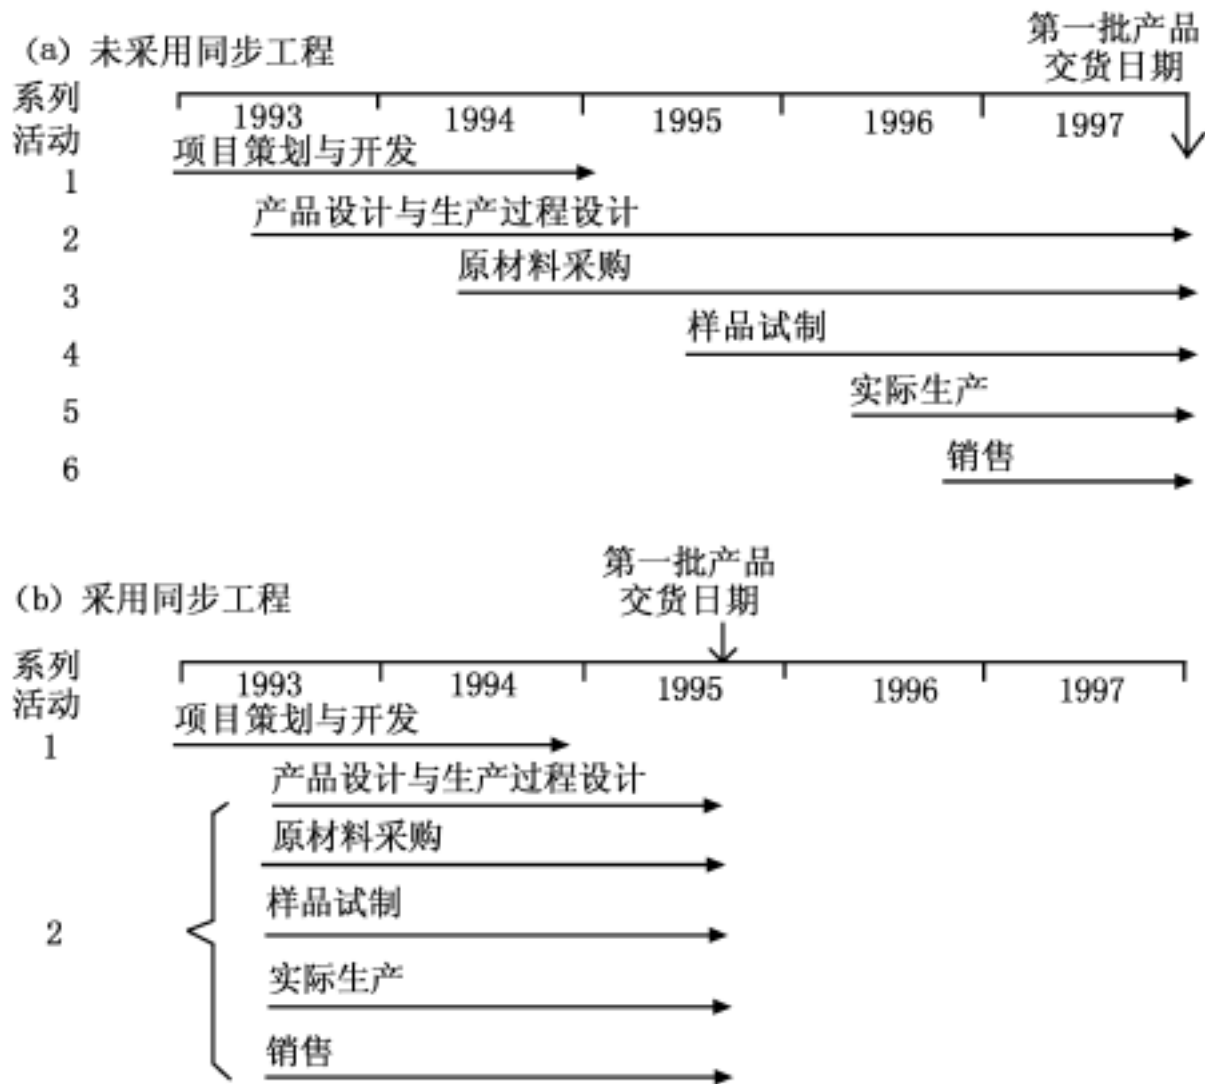 (a) 未采用同步工程
第一批产品
交货日期
系列
活动
1993 1994 1995 1996 1997
项目策划与开发
1
产品设计与生产过程设计
2
原材料采购
3
样品试制
4
实际生产
5
销售
6
第一批产品
交货日期
(b) 采用同步工程
系列
活动
1993 1994 1995 1996 1997
项目策划与开发
1
产品设计与生产过程设计
原材料采购
样品试制
2
实际生产
销售